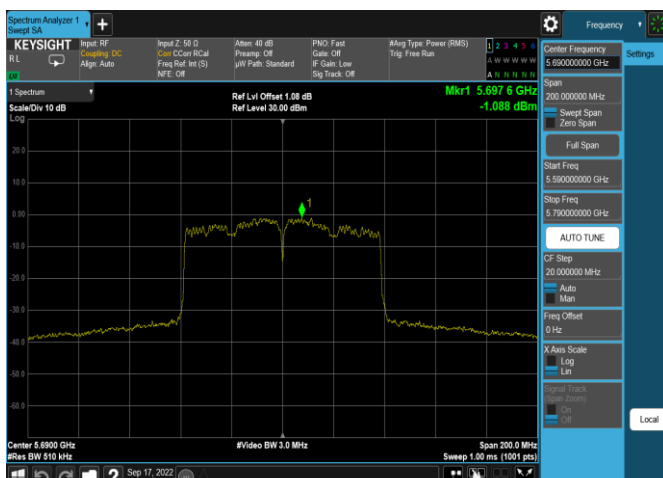 Spectrum Analyzer 1
Swept SA
Frequency
KEYSIGHT
RL
LU
Input: RF
Coupling: DC
Align: Auto
Input Z: 50 Ω
Corr CCorr RCal
Freq Ref: Int (S)
NFE: Off
Atten: 40 dB
Preamp: Off
µW Path: Standard
PNO: Fast
Gate: Off
IF Gain: Low
Sig Track: Off
#Avg Type: Power (RMS)
Trig: Free Run
1 2 3 4 5 6
A W W W W W
A N N N N N
1 Spectrum
Scale/Div 10 dB
Log
Ref Lvl Offset 1.08 dB
Ref Level 30.00 dBm
Mkr1 5.697 6 GHz
-1.088 dBm
20.0
10.0
0.00
-10.0
-20.0
-30.0
-40.0
-50.0
-60.0
1
Center 5.6900 GHz
#Res BW 510 kHz
#Video BW 3.0 MHz
Span 200.0 MHz
Sweep 1.00 ms (1001 pts)
Sep 17, 2022
Center Frequency
5.690000000 GHz
Span
200.000000 MHz
Swept Span
Zero Span
Full Span
Start Freq
5.590000000 GHz
Stop Freq
5.790000000 GHz
AUTO TUNE
CF Step
20.000000 MHz
Auto
Man
Freq Offset
0 Hz
X Axis Scale
Log
Lin
Signal Track
(Span Zoom)
On
Off
Settings
Local